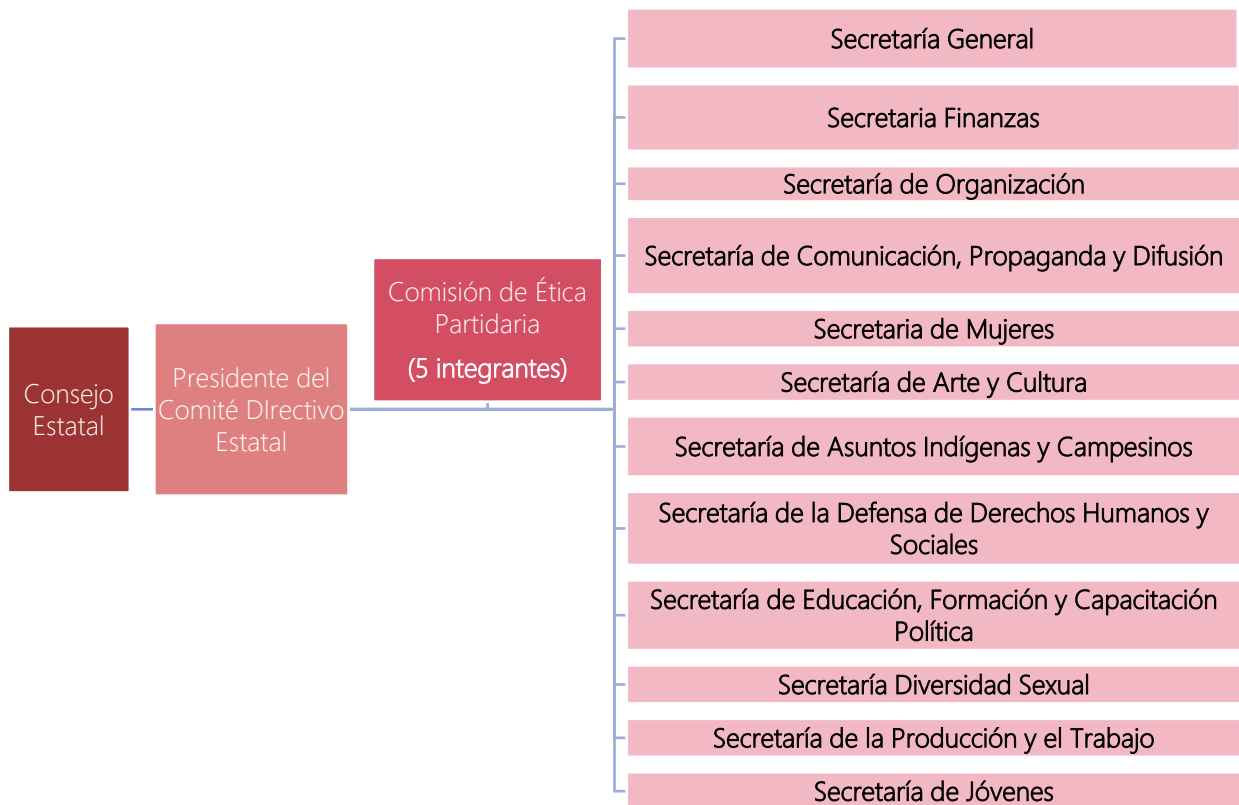 Consejo
Estatal
Presidente del
Comité DIrectivo
Estatal
Comisión de Ética
Partidaria
(5 integrantes)
Secretaría General
Secretaria Finanzas
Secretaría de Organización
Secretaría de Comunicación, Propaganda y Difusión
Secretaria de Mujeres
Secretaría de Arte y Cultura
Secretaría de Asuntos Indígenas y Campesinos
Secretaría de la Defensa de Derechos Humanos y
Sociales
Secretaría de Educación, Formación y Capacitación
Política
Secretaría Diversidad Sexual
Secretaría de la Producción y el Trabajo
Secretaría de Jóvenes